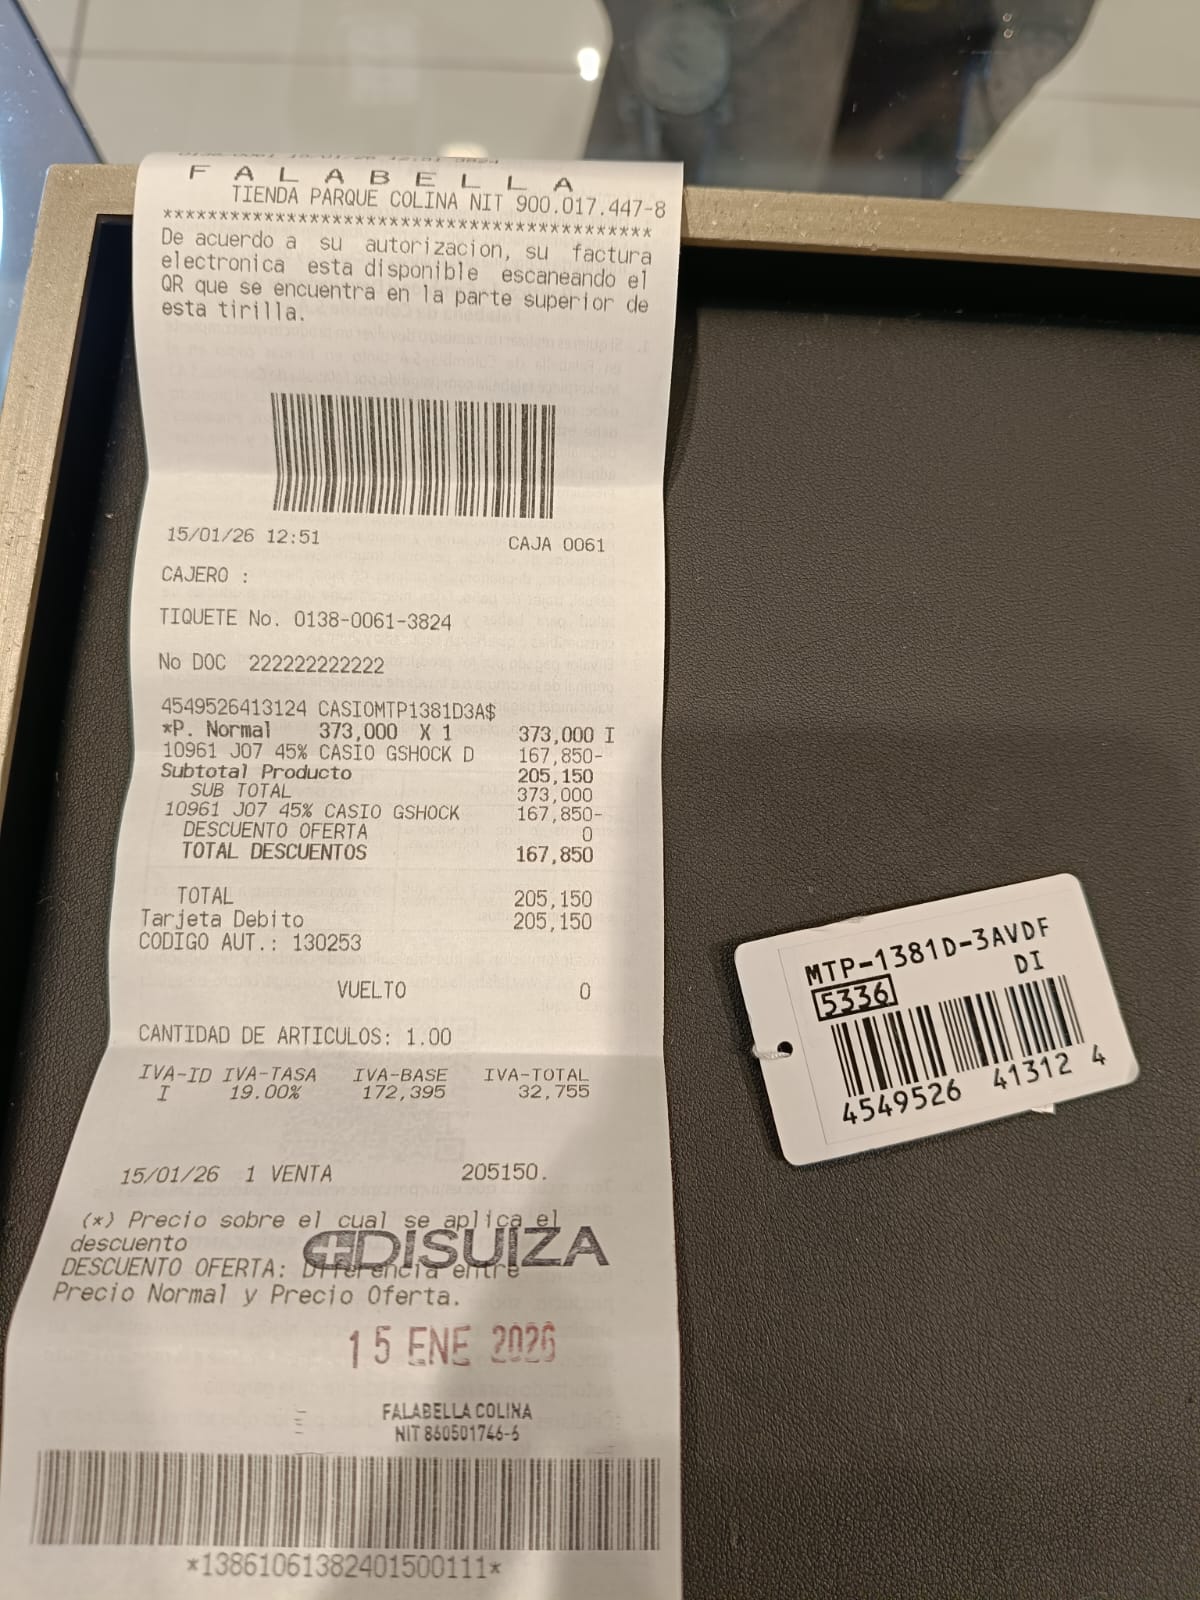 F A L A B E L L A
TIENDA PARQUE COLINA NIT 900.017.447-8
********************************************
De acuerdo a su autorizacion, su factura
electronica esta disponible escaneando el
QR que se encuentra en la parte superior de
esta tirilla.
15/01/26 12:51 CAJA 0061
CAJERO :
TIQUETE No. 0138-0061-3824
No DOC 222222222222
4549526413124 CASIOMTP1381D3A$
*P. Normal 373,000 X 1 373,000 I
10961 J07 45% CASIO GSHOCK D 167,850-
Subtotal Producto 205,150
SUB TOTAL 373,000
10961 J07 45% CASIO GSHOCK 167,850-
DESCUENTO OFERTA 0
TOTAL DESCUENTOS 167,850
TOTAL 205,150
Tarjeta Debito 205,150
CODIGO AUT.: 130253
VUELTO 0
CANTIDAD DE ARTICULOS: 1.00
IVA-ID IVA-TASA IVA-BASE IVA-TOTAL
I 19.00% 172,395 32,755
15/01/26 1 VENTA 205150.
(*) Precio sobre el cual se aplica el
descuento
DISUIZA
DESCUENTO OFERTA: Diferencia entre
Precio Normal y Precio Oferta.
15 ENE 2026
FALABELLA COLINA
NIT 860501746-6
*13861061382401500111*
MTP-1381D-3AVDF
DI
5336
4549526 41312 4